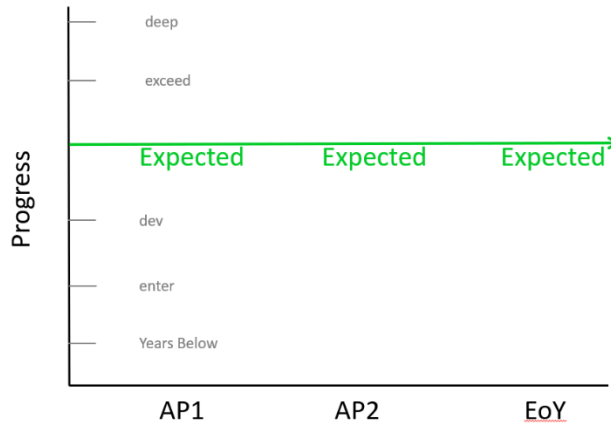 deep
exceed
Expected Expected Expected
Progress
dev
enter
Years Below
AP1 AP2 EoY